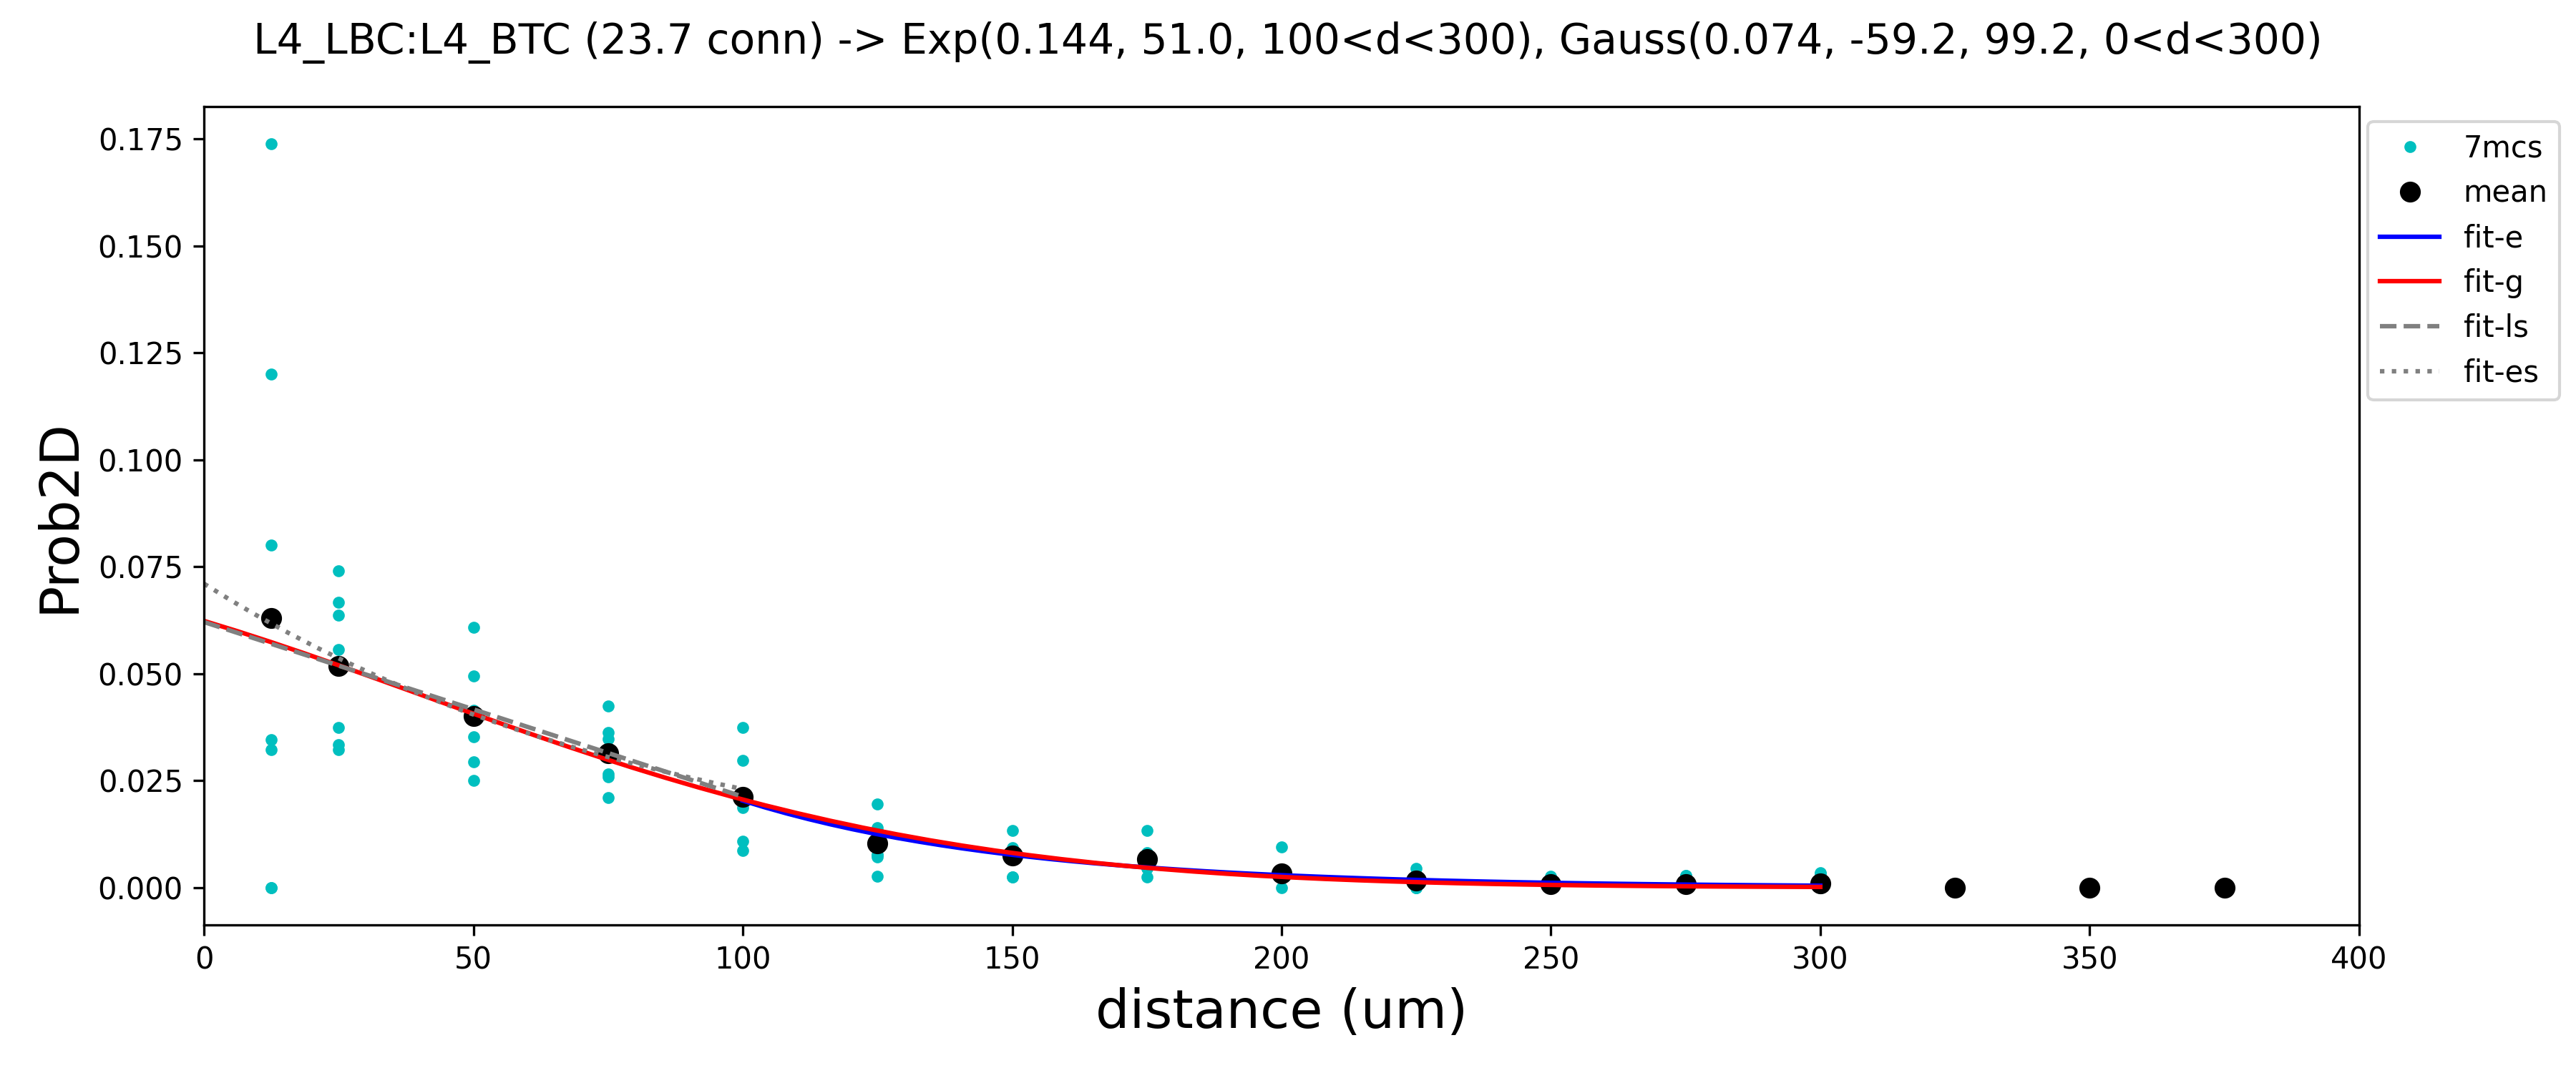 L4_LBC:L4_BTC (23.7 conn) -> Exp(0.144, 51.0, 100<d<300), Gauss(0.074, -59.2, 99.2, 0<d<300)
0.175
0.150
0.125
0.100
0.075
0.050
0.025
0.000
Prob2D
0 50 100 150 200 250 300 350 400
distance (um)
7mcs
mean
fit-e
fit-g
fit-ls
fit-es